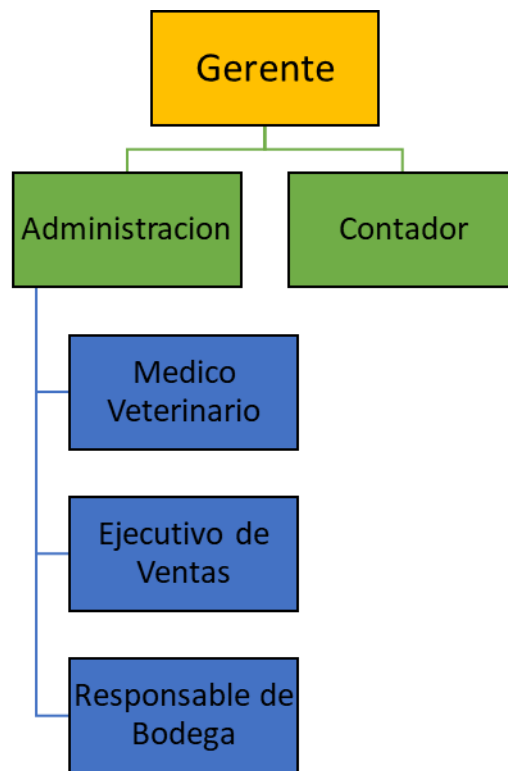 Gerente
Administracion
Contador
Medico
Veterinario
Ejecutivo de
Ventas
Responsable de
Bodega